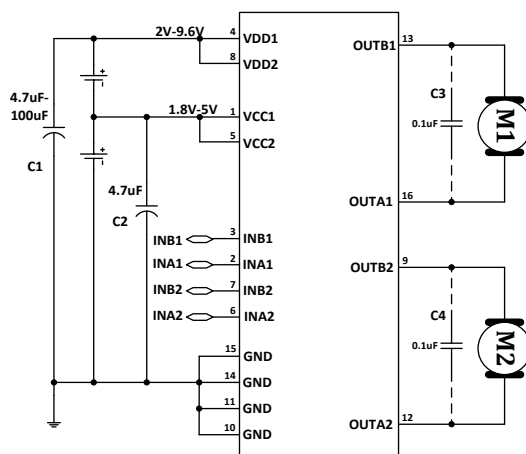 2V-9.6V
4
VDD1
8
VDD2
4.7uF-
100uF
C1
1.8V-5V
1
VCC1
5
VCC2
4.7uF
C2
INB1
3
INB1
INA1
2
INA1
INB2
7
INB2
INA2
6
INA2
15
GND
14
GND
11
GND
10
GND
OUTB1
13
C3
0.1uF
M1
OUTA1
16
OUTB2
9
C4
0.1uF
M2
OUTA2
12